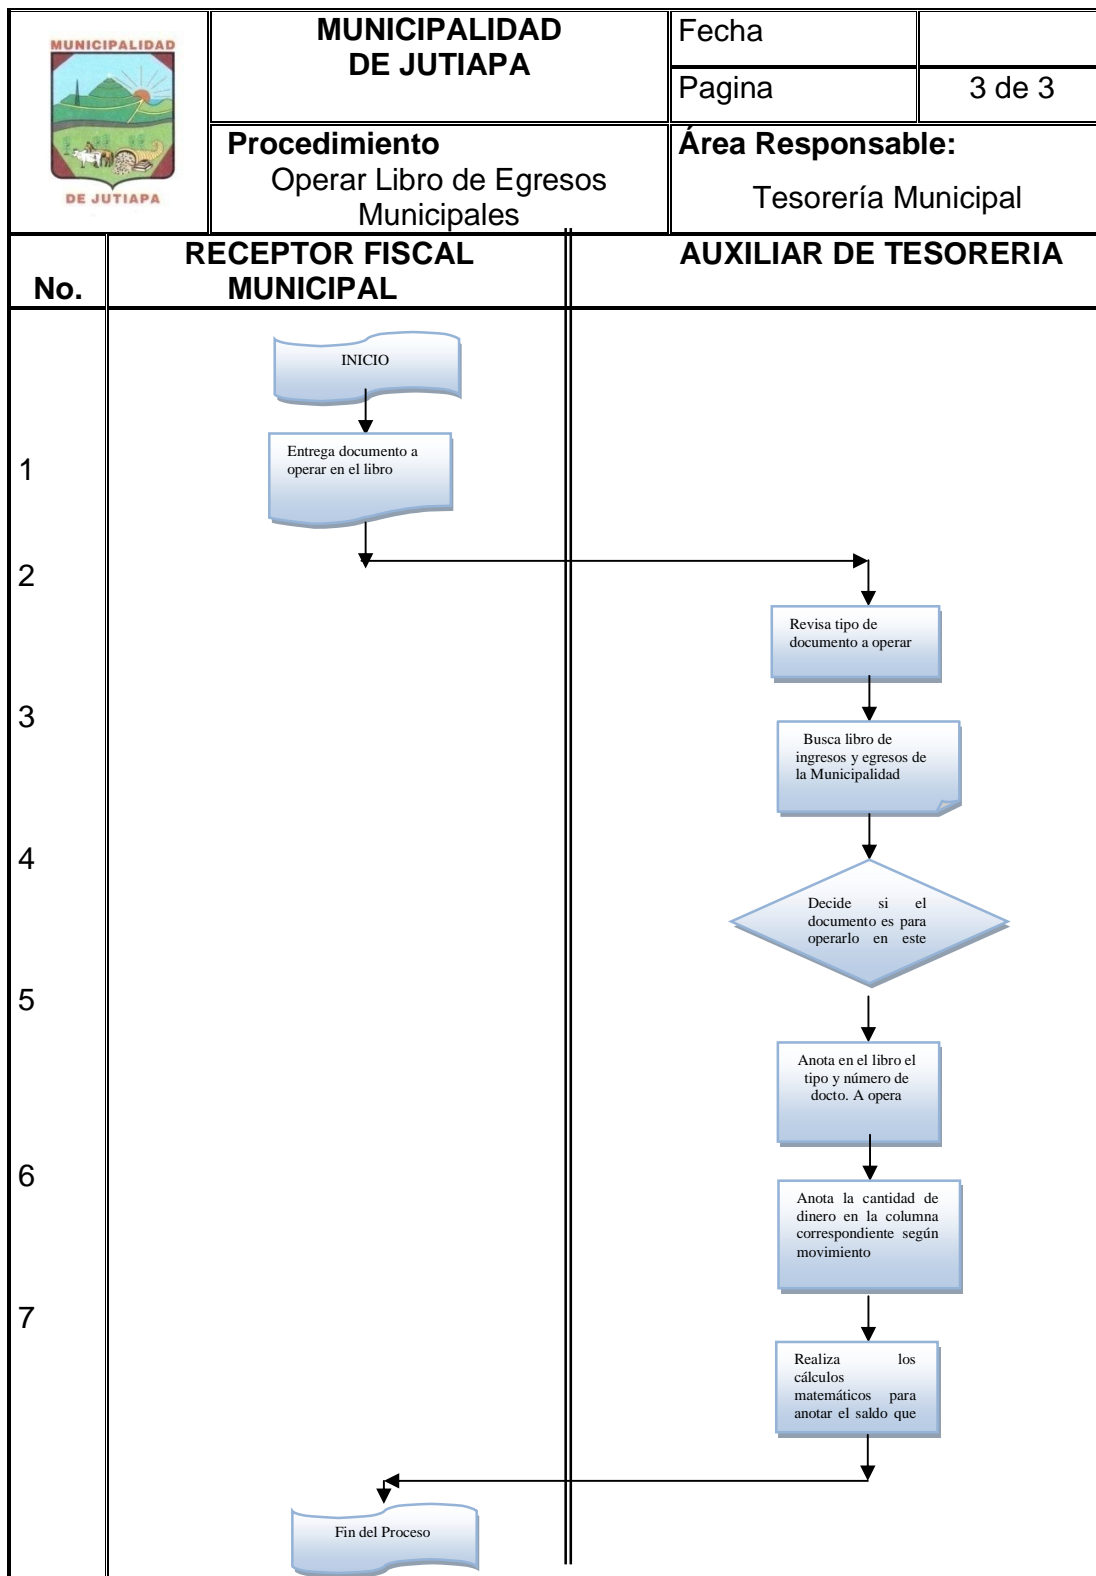 MUNICIPALIDAD
DE JUTIAPA
MUNICIPALIDAD
DE JUTIAPA
Fecha
Pagina
3 de 3
Procedimiento
Operar Libro de Egresos
Municipales
Área Responsable:
Tesorería Municipal
No.
RECEPTOR FISCAL
MUNICIPAL
AUXILIAR DE TESORERIA
INICIO
1
Entrega documento a
operar en el libro
2
Revisa tipo de
documento a operar
3
Busca libro de
ingresos y egresos de
la Municipalidad
4
Decide si el
documento es para
operarlo en este
5
Anota en el libro el
tipo y número de
docto. A opera
6
Anota la cantidad de
dinero en la columna
correspondiente según
movimiento
7
Realiza los
cálculos
matemáticos para
anotar el saldo que
Fin del Proceso